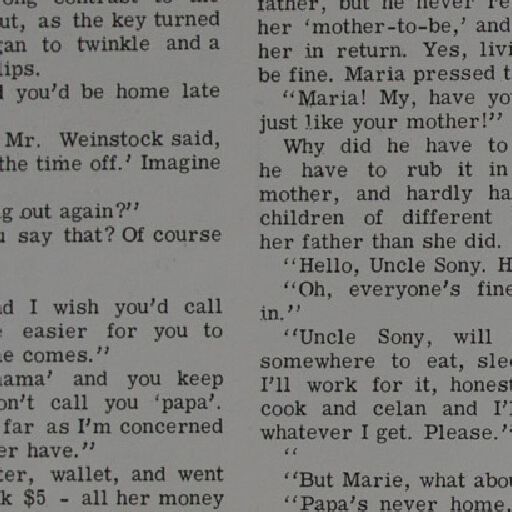 ut, as the key turned
an to twinkle and a
lips.
you'd be home late
Mr. Weinstock said,
the time off.' Imagine
g out again?"
say that? Of course
d I wish you'd call
easier for you to
e comes."
ama' and you keep
on't call you 'papa'.
far as I'm concerned
er have."
ter, wallet, and went
k $5 - all her money
father, but he never re
her 'mother-to-be,' and
her in return. Yes, livi
be fine. Maria pressed t
"Maria! My, have yo
just like your mother!"
Why did he have to
he have to rub it in
mother, and hardly ha
children of different
her father than she did.
"Hello, Uncle Sony. H
"Oh, everyone's fine
in."
"Uncle Sony, will
somewhere to eat, slee
I'll work for it, honest
cook and celan and I'l
whatever I get. Please."
"
"But Marie, what abou
"Papa's never home.